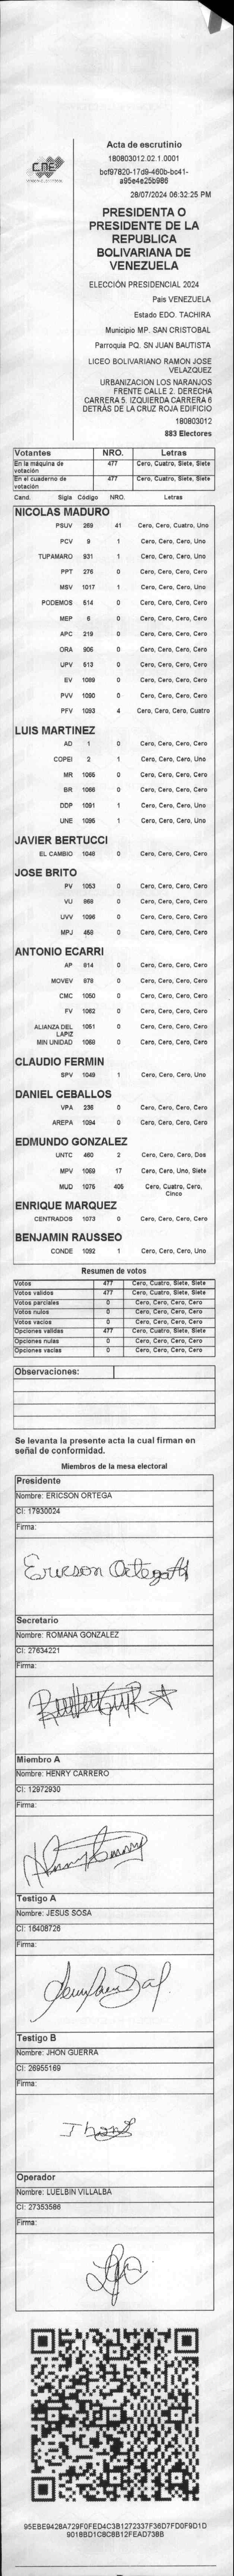 CNE
Acta de escrutinio
180803012.02.1.0001
bcf97820-17d9-460b-bc41-
a95e4e25b986
28/07/2024 06:32:25 PM
PRESIDENTA O
PRESIDENTE DE LA
REPUBLICA
BOLIVARIANA DE
VENEZUELA
ELECCIÓN PRESIDENCIAL 2024
Pais VENEZUELA
Estado EDO. TACHIRA
Municipio MP. SAN CRISTOBAL
Parroquia PQ. SN JUAN BAUTISTA
LICEO BOLIVARIANO RAMON JOSE
VELAZQUEZ
URBANIZACION LOS NARANJOS
FRENTE CALLE 2. DERECHA
CARRERA 5. IZQUIERDA CARRERA 6
DETRÁS DE LA CRUZ ROJA EDIFICIO
180803012
883 Electores
Votantes NRO. Letras
En la máquina de votación 477 Cero, Cuatro, Siete, Siete
En el cuaderno de votación 477 Cero, Cuatro, Siete, Siete
Cand. Sigla Código NRO. Letras
NICOLAS MADURO
PSUV 269 41 Cero, Cero, Cuatro, Uno
PCV 9 1 Cero, Cero, Cero, Uno
TUPAMARO 931 1 Cero, Cero, Cero, Uno
PPT 276 0 Cero, Cero, Cero, Cero
MSV 1017 1 Cero, Cero, Cero, Uno
PODEMOS 514 0 Cero, Cero, Cero, Cero
MEP 6 0 Cero, Cero, Cero, Cero
APC 219 0 Cero, Cero, Cero, Cero
ORA 906 0 Cero, Cero, Cero, Cero
UPV 513 0 Cero, Cero, Cero, Cero
EV 1089 0 Cero, Cero, Cero, Cero
PVV 1090 0 Cero, Cero, Cero, Cero
PFV 1093 4 Cero, Cero, Cero, Cuatro
LUIS MARTINEZ
AD 1 0 Cero, Cero, Cero, Cero
COPEI 2 1 Cero, Cero, Cero, Uno
MR 1065 0 Cero, Cero, Cero, Cero
BR 1066 0 Cero, Cero, Cero, Cero
DDP 1091 1 Cero, Cero, Cero, Uno
UNE 1095 1 Cero, Cero, Cero, Uno
JAVIER BERTUCCI
EL CAMBIO 1046 0 Cero, Cero, Cero, Cero
JOSE BRITO
PV 1053 0 Cero, Cero, Cero, Cero
VU 868 0 Cero, Cero, Cero, Cero
UVV 1096 0 Cero, Cero, Cero, Cero
MPJ 458 0 Cero, Cero, Cero, Cero
ANTONIO ECARRI
AP 814 0 Cero, Cero, Cero, Cero
MOVEV 878 0 Cero, Cero, Cero, Cero
CMC 1050 0 Cero, Cero, Cero, Cero
FV 1062 0 Cero, Cero, Cero, Cero
ALIANZA DEL LAPIZ 1051 0 Cero, Cero, Cero, Cero
MIN UNIDAD 1068 0 Cero, Cero, Cero, Cero
CLAUDIO FERMIN
SPV 1049 1 Cero, Cero, Cero, Uno
DANIEL CEBALLOS
VPA 236 0 Cero, Cero, Cero, Cero
AREPA 1094 0 Cero, Cero, Cero, Cero
EDMUNDO GONZALEZ
UNTC 460 2 Cero, Cero, Cero, Dos
MPV 1069 17 Cero, Cero, Uno, Siete
MUD 1075 405 Cero, Cuatro, Cero, Cinco
ENRIQUE MARQUEZ
CENTRADOS 1073 0 Cero, Cero, Cero, Cero
BENJAMIN RAUSSEO
CONDE 1092 1 Cero, Cero, Cero, Uno
Resumen de votos
Votos 477 Cero, Cuatro, Siete, Siete
Votos validos 477 Cero, Cuatro, Siete, Siete
Votos parciales 0 Cero, Cero, Cero, Cero
Votos nulos 0 Cero, Cero, Cero, Cero
Votos vacios 0 Cero, Cero, Cero, Cero
Opciones validas 477 Cero, Cuatro, Siete, Siete
Opciones nulas 0 Cero, Cero, Cero, Cero
Opciones vacias 0 Cero, Cero, Cero, Cero
Observaciones:
Se levanta la presente acta la cual firman en
señal de conformidad.
Miembros de la mesa electoral
Presidente
Nombre: ERICSON ORTEGA
CI: 17930024
Firma:
Ericson Ortega
Secretario
Nombre: ROMANA GONZALEZ
CI: 27634221
Firma:
Miembro A
Nombre: HENRY CARRERO
CI: 12972930
Firma:
Testigo A
Nombre: JESUS SOSA
CI: 16408726
Firma:
Testigo B
Nombre: JHON GUERRA
CI: 26955169
Firma:
Operador
Nombre: LUELBIN VILLALBA
CI: 27353586
Firma:
95EBE9428A729F0FED4C3B1272337F36D7FD0F9D1D
9018BD1C8C8B12FEAD738B